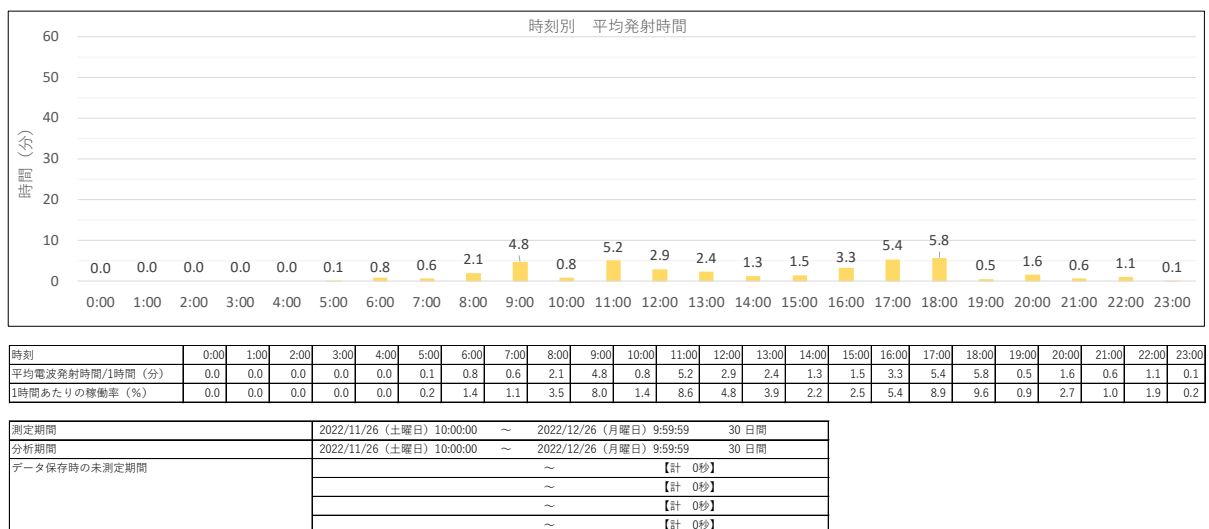 時刻別　平均発射時間
時間（分）
60
50
40
30
20
10
0
0.0 0.0 0.0 0.0 0.0 0.1 0.8 0.6 2.1 4.8 0.8 5.2 2.9 2.4 1.3 1.5 3.3 5.4 5.8 0.5 1.6 0.6 1.1 0.1
0:00 1:00 2:00 3:00 4:00 5:00 6:00 7:00 8:00 9:00 10:00 11:00 12:00 13:00 14:00 15:00 16:00 17:00 18:00 19:00 20:00 21:00 22:00 23:00
時刻 0:00 1:00 2:00 3:00 4:00 5:00 6:00 7:00 8:00 9:00 10:00 11:00 12:00 13:00 14:00 15:00 16:00 17:00 18:00 19:00 20:00 21:00 22:00 23:00
平均電波発射時間/1時間（分） 0.0 0.0 0.0 0.0 0.0 0.1 0.8 0.6 2.1 4.8 0.8 5.2 2.9 2.4 1.3 1.5 3.3 5.4 5.8 0.5 1.6 0.6 1.1 0.1
1時間あたりの稼働率（%） 0.0 0.0 0.0 0.0 0.0 0.2 1.4 1.1 3.5 8.0 1.4 8.6 4.8 3.9 2.2 2.5 5.4 8.9 9.6 0.9 2.7 1.0 1.9 0.2
測定期間 2022/11/26（土曜日）10:00:00 ～ 2022/12/26（月曜日）9:59:59 30 日間
分析期間 2022/11/26（土曜日）10:00:00 ～ 2022/12/26（月曜日）9:59:59 30 日間
データ保存時の未測定期間 ～ 【計　0秒】
～ 【計　0秒】
～ 【計　0秒】
～ 【計　0秒】